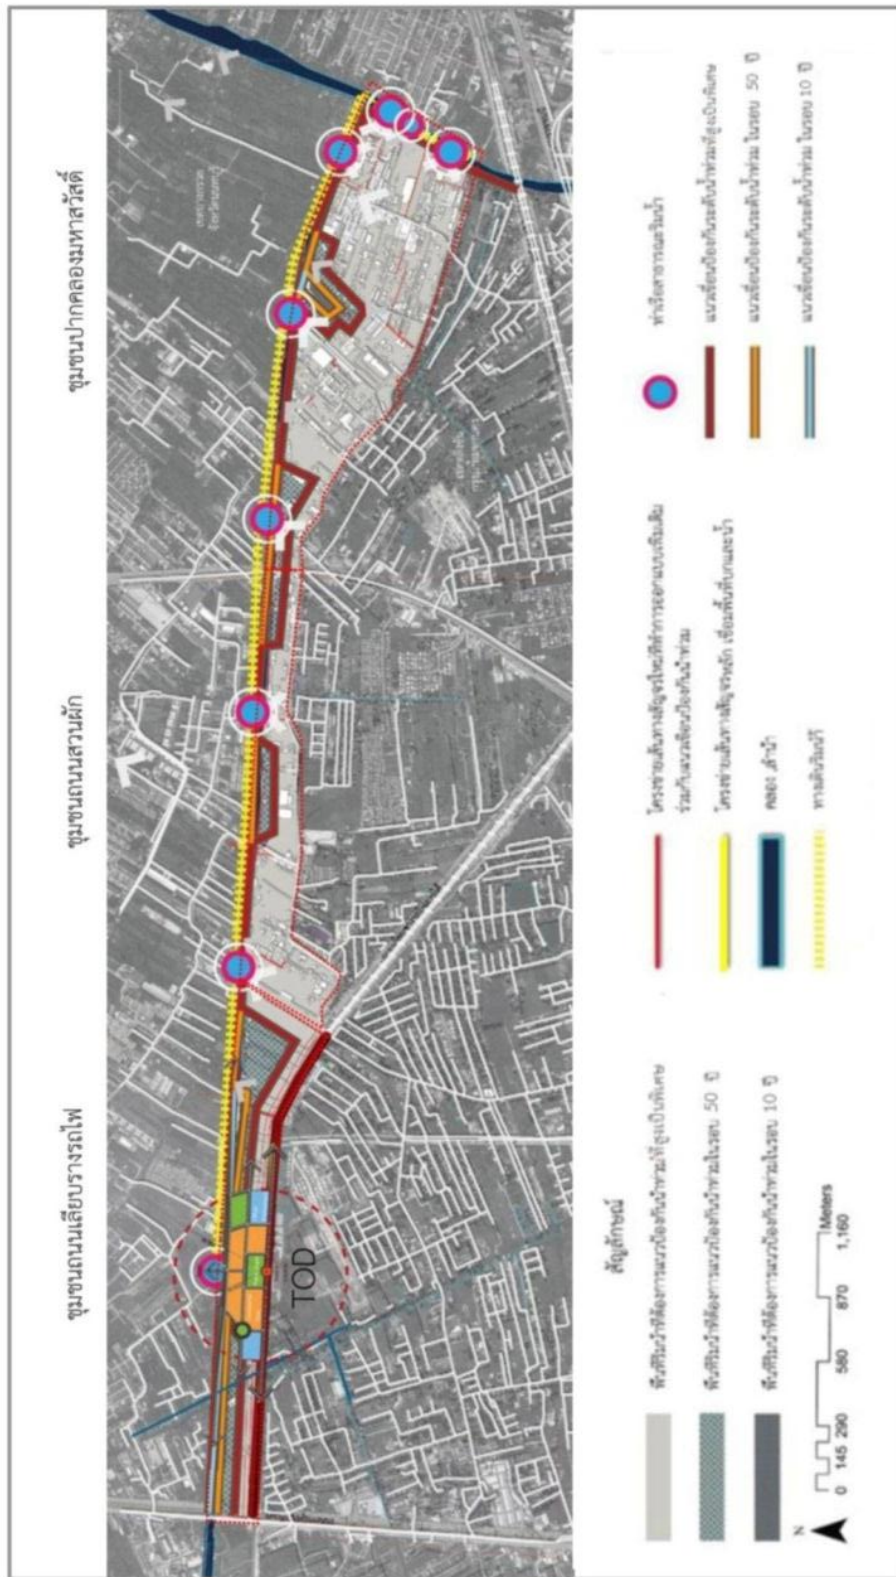 ชุมชนถนนเลียบรางรถไฟ
ชุมชนถนนสวนผัก
ชุมชนปากคลองมหาสวัสดิ์
TOD
สัญลักษณ์
พื้นที่ริมน้ำที่ต้องการแนวป้องกันน้ำท่วมที่สูงเป็นพิเศษ
พื้นที่ริมน้ำที่ต้องการแนวป้องกันน้ำท่วมในรอบ 50 ปี
พื้นที่ริมน้ำที่ต้องการแนวป้องกันน้ำท่วมในรอบ 10 ปี
N
0 145 290 580 870 1,160
Meters
โครงข่ายเส้นทางสัญจรใหม่ที่ทำการออกแบบเพิ่มเติม
ร่วมกับแนวเขื่อนป้องกันน้ำท่วม
โครงข่ายเส้นทางสัญจรหลัก เชื่อมพื้นที่บกและน้ำ
คลอง ลำน้ำ
ทางเดินริมน้ำ
ท่าเรือสาธารณะริมน้ำ
แนวเขื่อนป้องกันระดับน้ำท่วมที่สูงเป็นพิเศษ
แนวเขื่อนป้องกันระดับน้ำท่วม ในรอบ 50 ปี
แนวเขื่อนป้องกันระดับน้ำท่วม ในรอบ 10 ปี